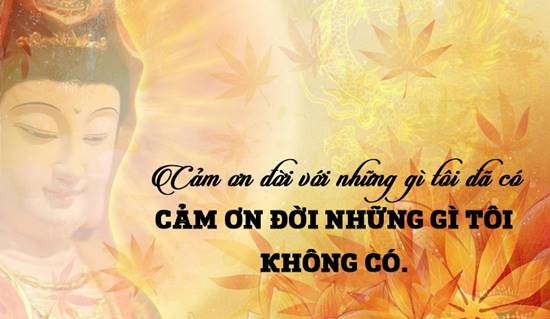 Cảm ơn đời với những gì tôi đã có
CẢM ƠN ĐỜI NHỮNG GÌ TÔI
KHÔNG CÓ.